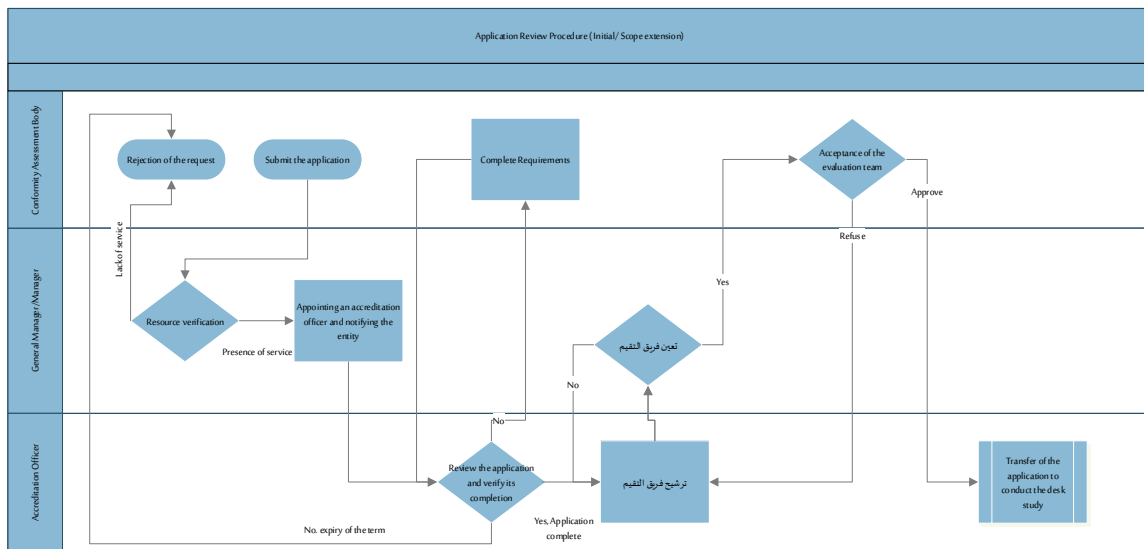 Application Review Procedure ( Initial/ Scope extension)
Conformity Assessment Body
Rejection of the request
Submit the application
Complete Requirements
Acceptance of the
evaluation team
Approve
Refuse
Lack of service
General Manager/Manager
Resource verification
Presence of service
Appointing an accreditation
officer and notifying the
entity
تعين فريق التقيم
Yes
No
No
Accreditation Officer
Review the application
and verify its
completion
ترشيح فريق التقيم
Transfer of the
application to
conduct the desk
study
No. expiry of the term
Yes, Application
complete